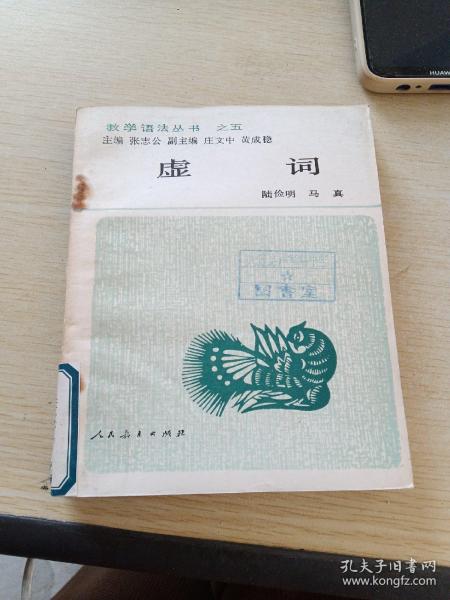 教学语法丛书 之五
主编 张志公 副主编 庄文中 黄成稳
虚词
陆俭明 马真
图书室
人民教育出版社
HUAWEI
孔夫子旧书网
www.kongfz.com